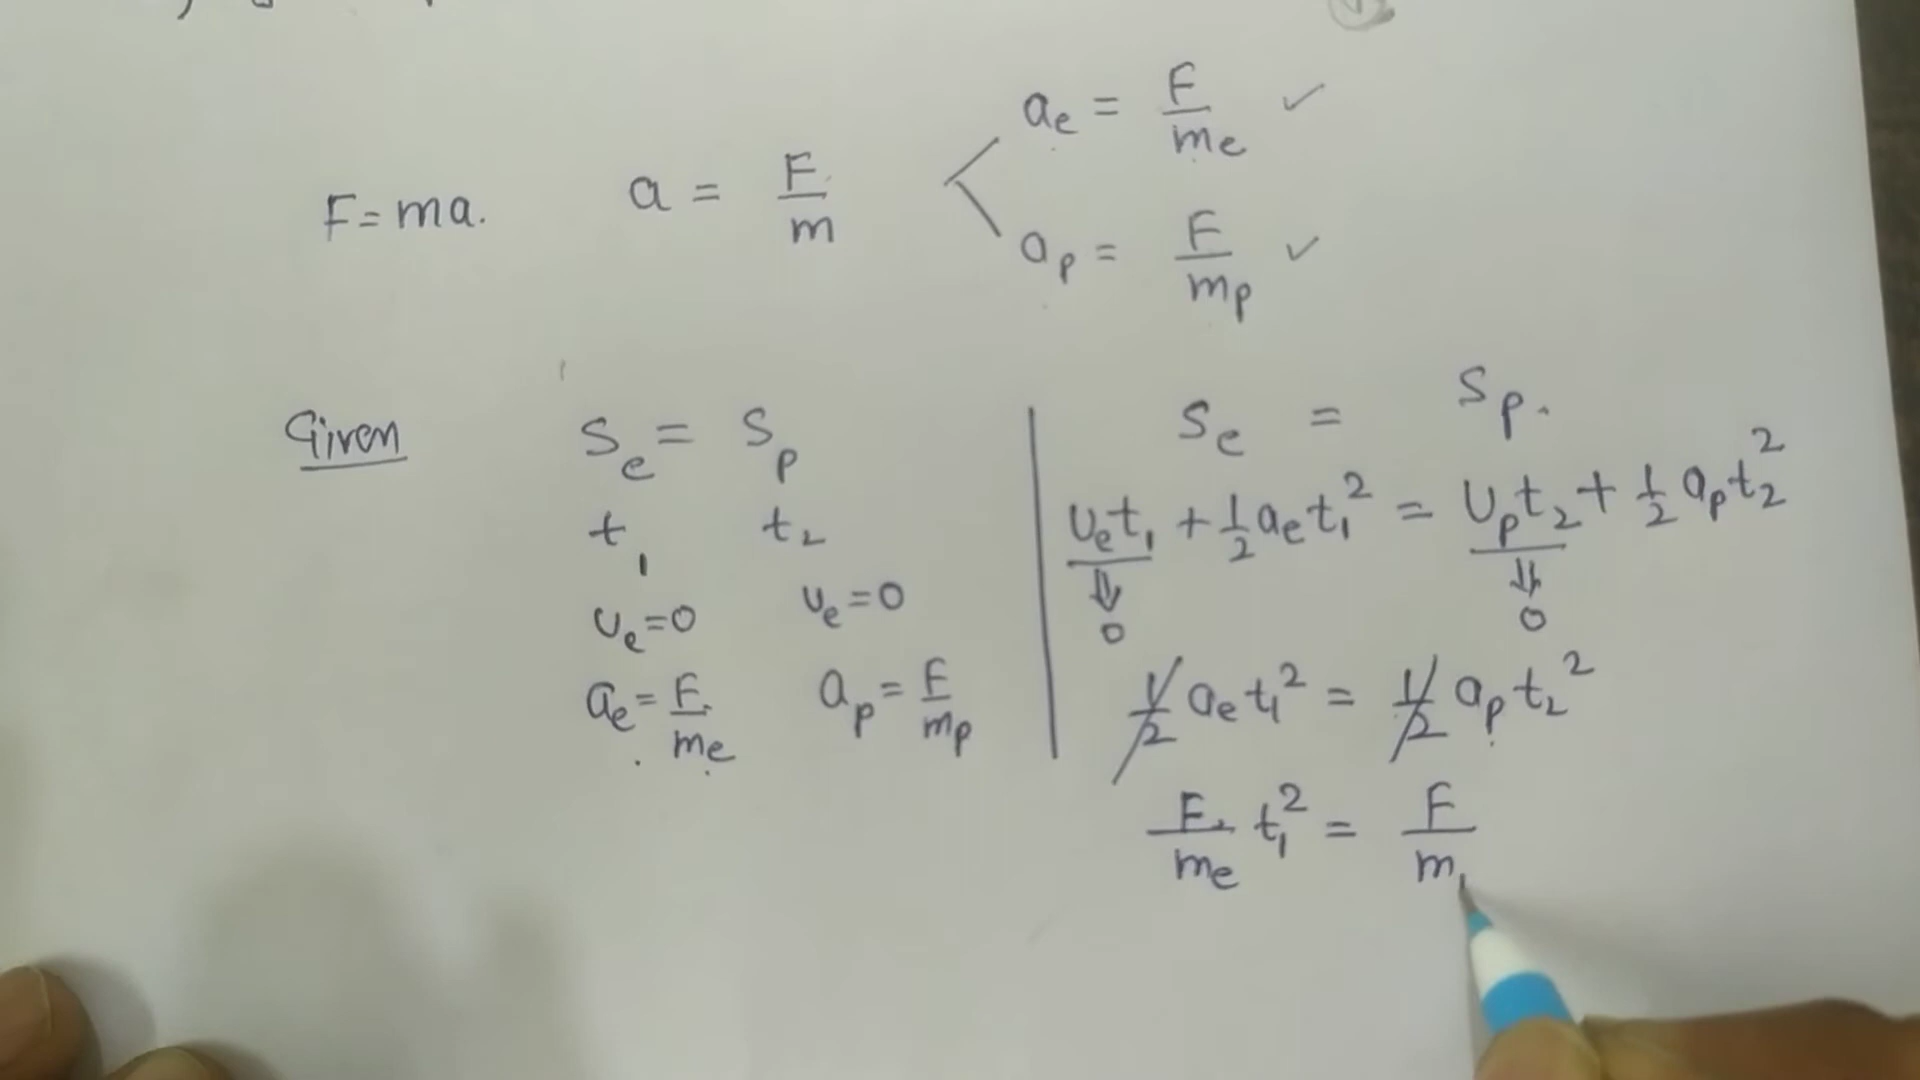 F = ma. a = F/m
a_e = F/m_e ✓
a_p = F/m_p ✓
Given
S_e = S_p
t_1 t_2
u_e = 0 u_e = 0
a_e = F/m_e a_p = F/m_p
S_e = S_p.
U_e t_1 + 1/2 a_e t_1^2 = U_p t_2 + 1/2 a_p t_2^2
⇓ ⇓
0 0
1/2 a_e t_1^2 = 1/2 a_p t_2^2
F/m_e t_1^2 = F/m